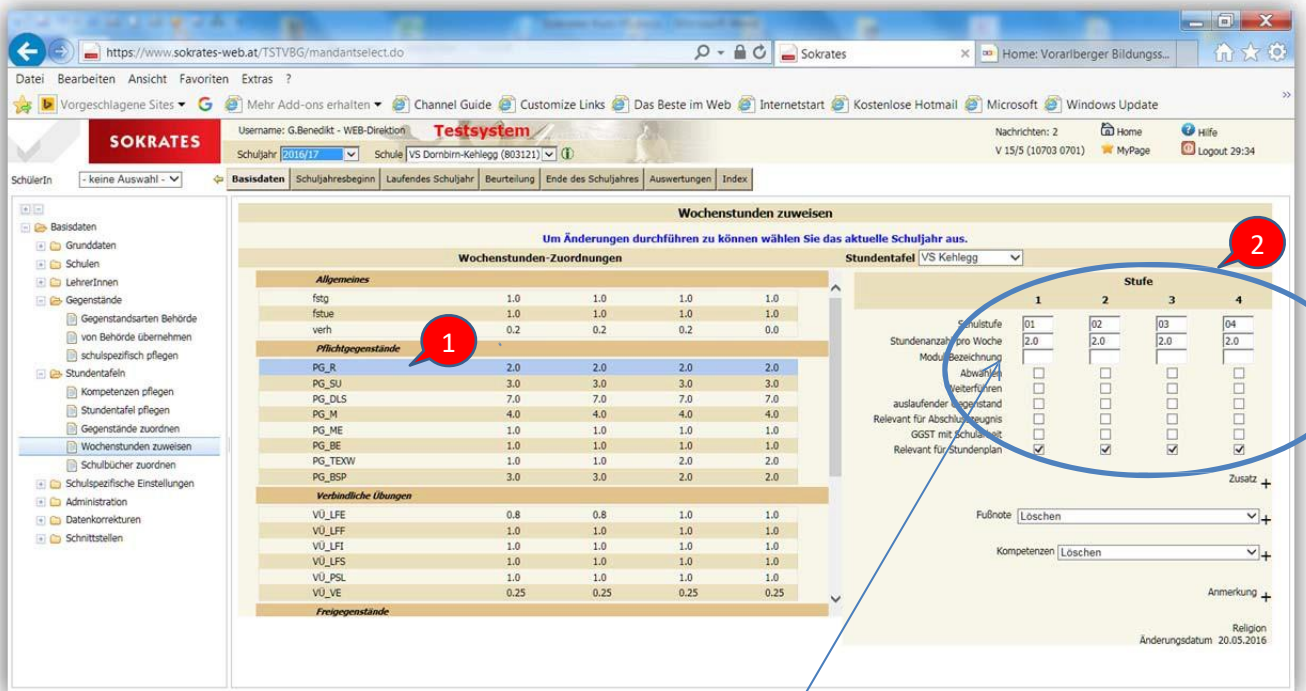 https://www.sokrates-web.at/TSTVBG/mandantselect.do
Sokrates
Home: Vorarlberger Bildungss...
Datei Bearbeiten Ansicht Favoriten Extras ?
Vorgeschlagene Sites
Mehr Add-ons erhalten
Channel Guide
Customize Links
Das Beste im Web
Internetstart
Kostenlose Hotmail
Microsoft
Windows Update
SOKRATES
Username: G.Benedikt - WEB-Direktion
Testsystem
Nachrichten: 2
Home
Hilfe
Schuljahr 2016/17 Schule VS Dornbirn-Kehlegg (803121)
V 15/5 (10703 0701)
MyPage
Logout 29:34
SchülerIn - keine Auswahl -
Basisdaten Schuljahresbeginn Laufendes Schuljahr Beurteilung Ende des Schuljahres Auswertungen Index
Basisdaten
Grunddaten
Schulen
LehrerInnen
Gegenstände
Gegenstandsarten Behörde
von Behörde übernehmen
schulspezifisch pflegen
Stundentafeln
Kompetenzen pflegen
Stundentafel pflegen
Gegenstände zuordnen
Wochenstunden zuweisen
Schulbücher zuordnen
Schulspezifische Einstellungen
Administration
Datenkorrekturen
Schnittstellen
Wochenstunden zuweisen
Um Änderungen durchführen zu können wählen Sie das aktuelle Schuljahr aus.
Wochenstunden-Zuordnungen
Stundentafel VS Kehlegg
Allgemeines
fstg 1.0 1.0 1.0 1.0
fstue 1.0 1.0 1.0 1.0
verh 0.2 0.2 0.2 0.0
Pflichtgegenstände
1
PG_R 2.0 2.0 2.0 2.0
PG_SU 3.0 3.0 3.0 3.0
PG_DLS 7.0 7.0 7.0 7.0
PG_M 4.0 4.0 4.0 4.0
PG_ME 1.0 1.0 1.0 1.0
PG_BE 1.0 1.0 1.0 1.0
PG_TEXW 1.0 1.0 2.0 2.0
PG_BSP 3.0 3.0 2.0 2.0
Verbindliche Übungen
VÜ_LFE 0.8 0.8 1.0 1.0
VÜ_LFF 1.0 1.0 1.0 1.0
VÜ_LFI 1.0 1.0 1.0 1.0
VÜ_LFS 1.0 1.0 1.0 1.0
VÜ_PSL 1.0 1.0 1.0 1.0
VÜ_VE 0.25 0.25 0.25 0.25
Freigegenstände
2
Stufe
1 2 3 4
Schulstufe 01 02 03 04
Stundenanzahl pro Woche 2.0 2.0 2.0 2.0
Modul Bezeichnung
Abwählen
Weiterführen
auslaufender Gegenstand
Relevant für Abschlusszeugnis
GGST mit Schularbeit
Relevant für Stundenplan
Zusatz +
Fußnote Löschen +
Kompetenzen Löschen +
Anmerkung +
Religion
Änderungsdatum 20.05.2016